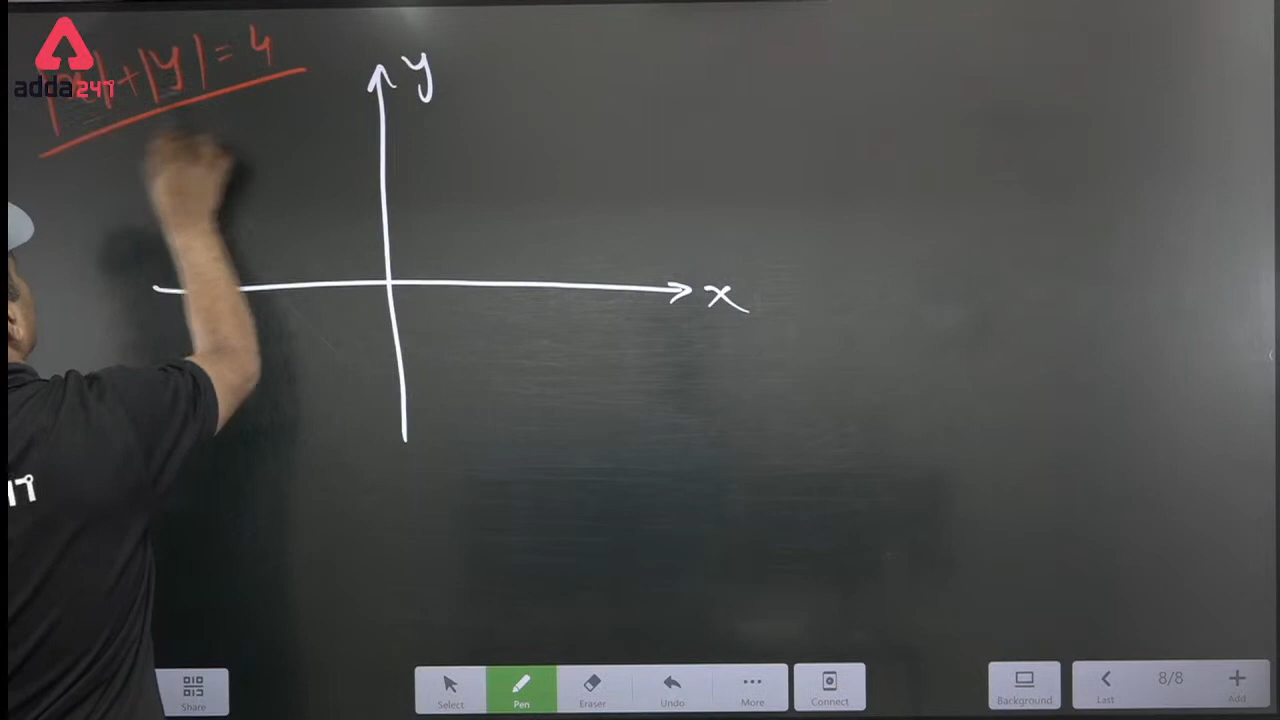 |x|+|y|=4
adda247
y
x
Share
Select
Pen
Eraser
Undo
More
Connect
Background
Last
8/8
Add